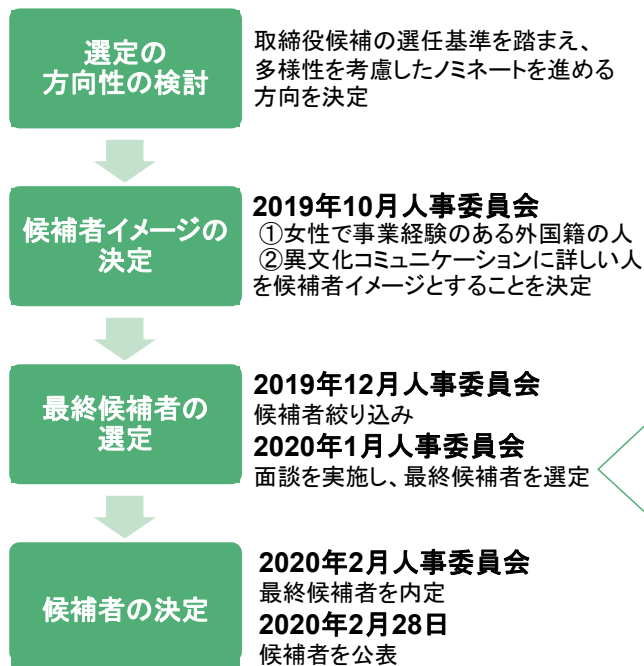 選定の
方向性の検討
取締役候補の選任基準を踏まえ、
多様性を考慮したノミネートを進める
方向を決定
候補者イメージの
決定
2019年10月人事委員会
①女性で事業経験のある外国籍の人
②異文化コミュニケーションに詳しい人
を候補者イメージとすることを決定
最終候補者の
選定
2019年12月人事委員会
候補者絞り込み
2020年1月人事委員会
面談を実施し、最終候補者を選定
候補者の決定
2020年2月人事委員会
最終候補者を内定
2020年2月28日
候補者を公表